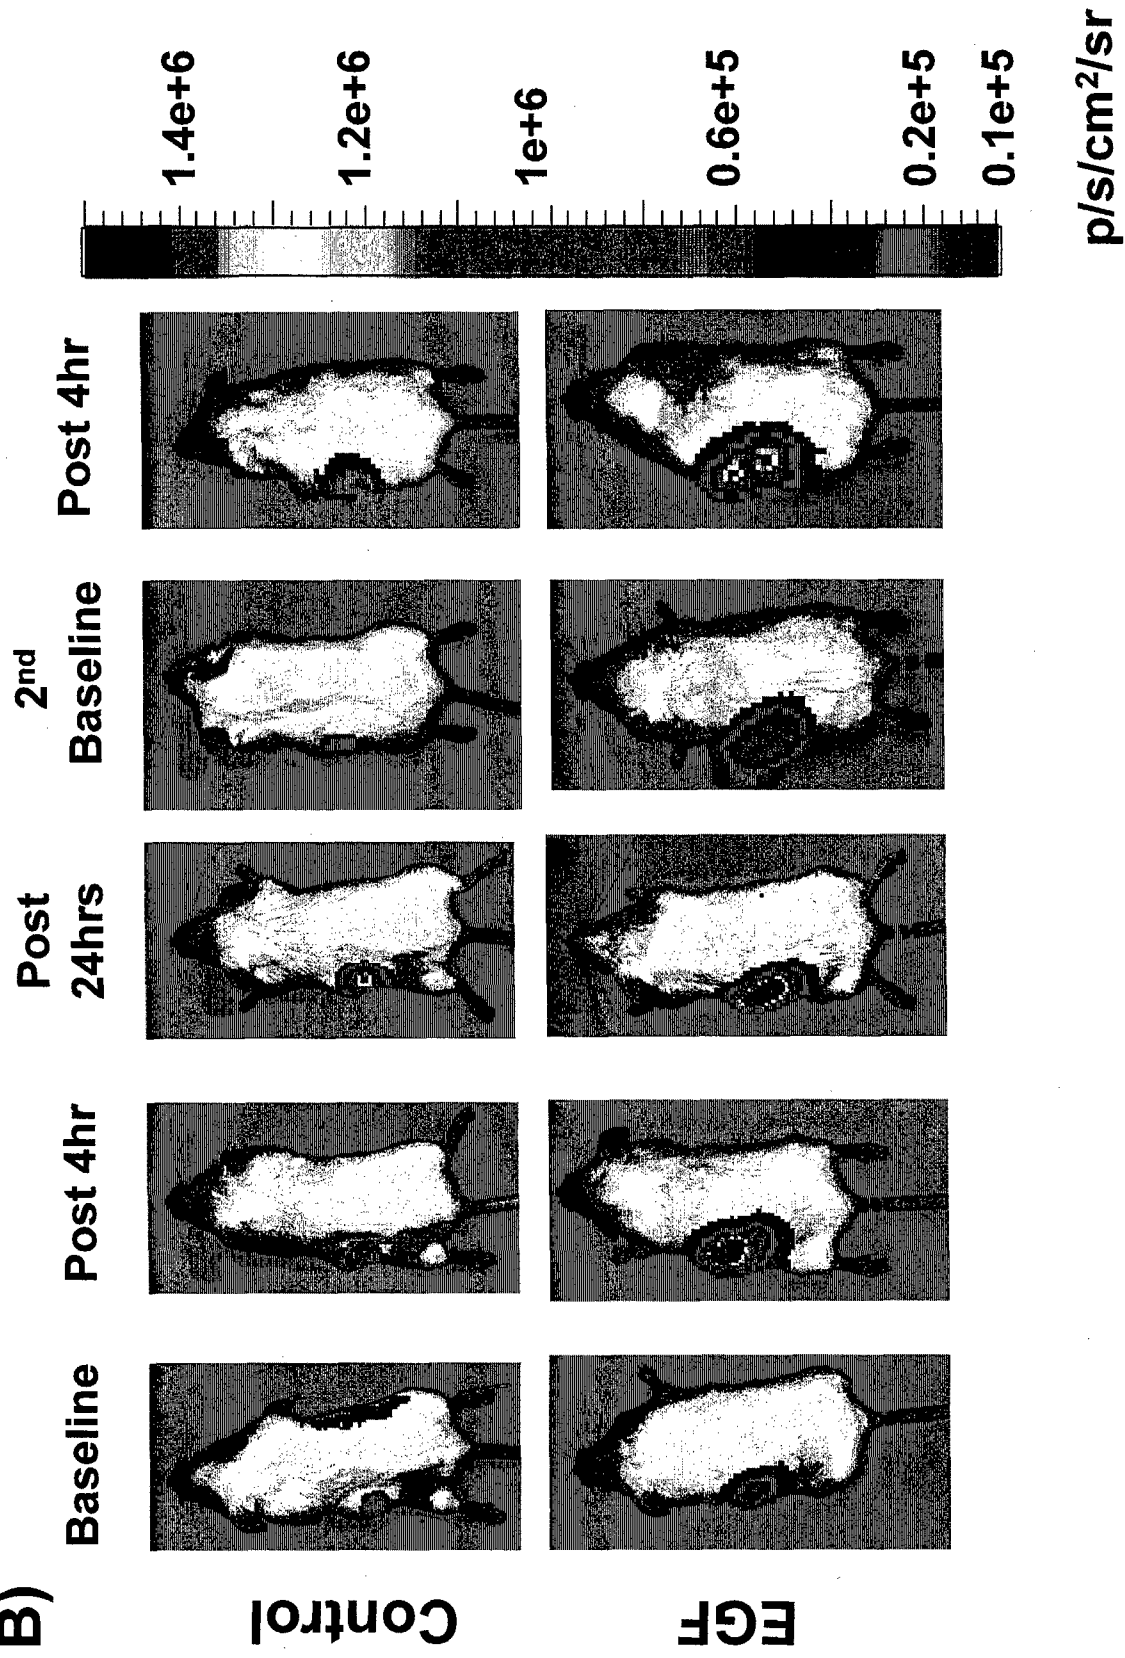 B)
Baseline
Post 4hr
Post
24hrs
2nd
Baseline
Post 4hr
Control
EGF
1.4e+6
1.2e+6
1e+6
0.6e+5
0.2e+5
0.1e+5
p/s/cm²/sr